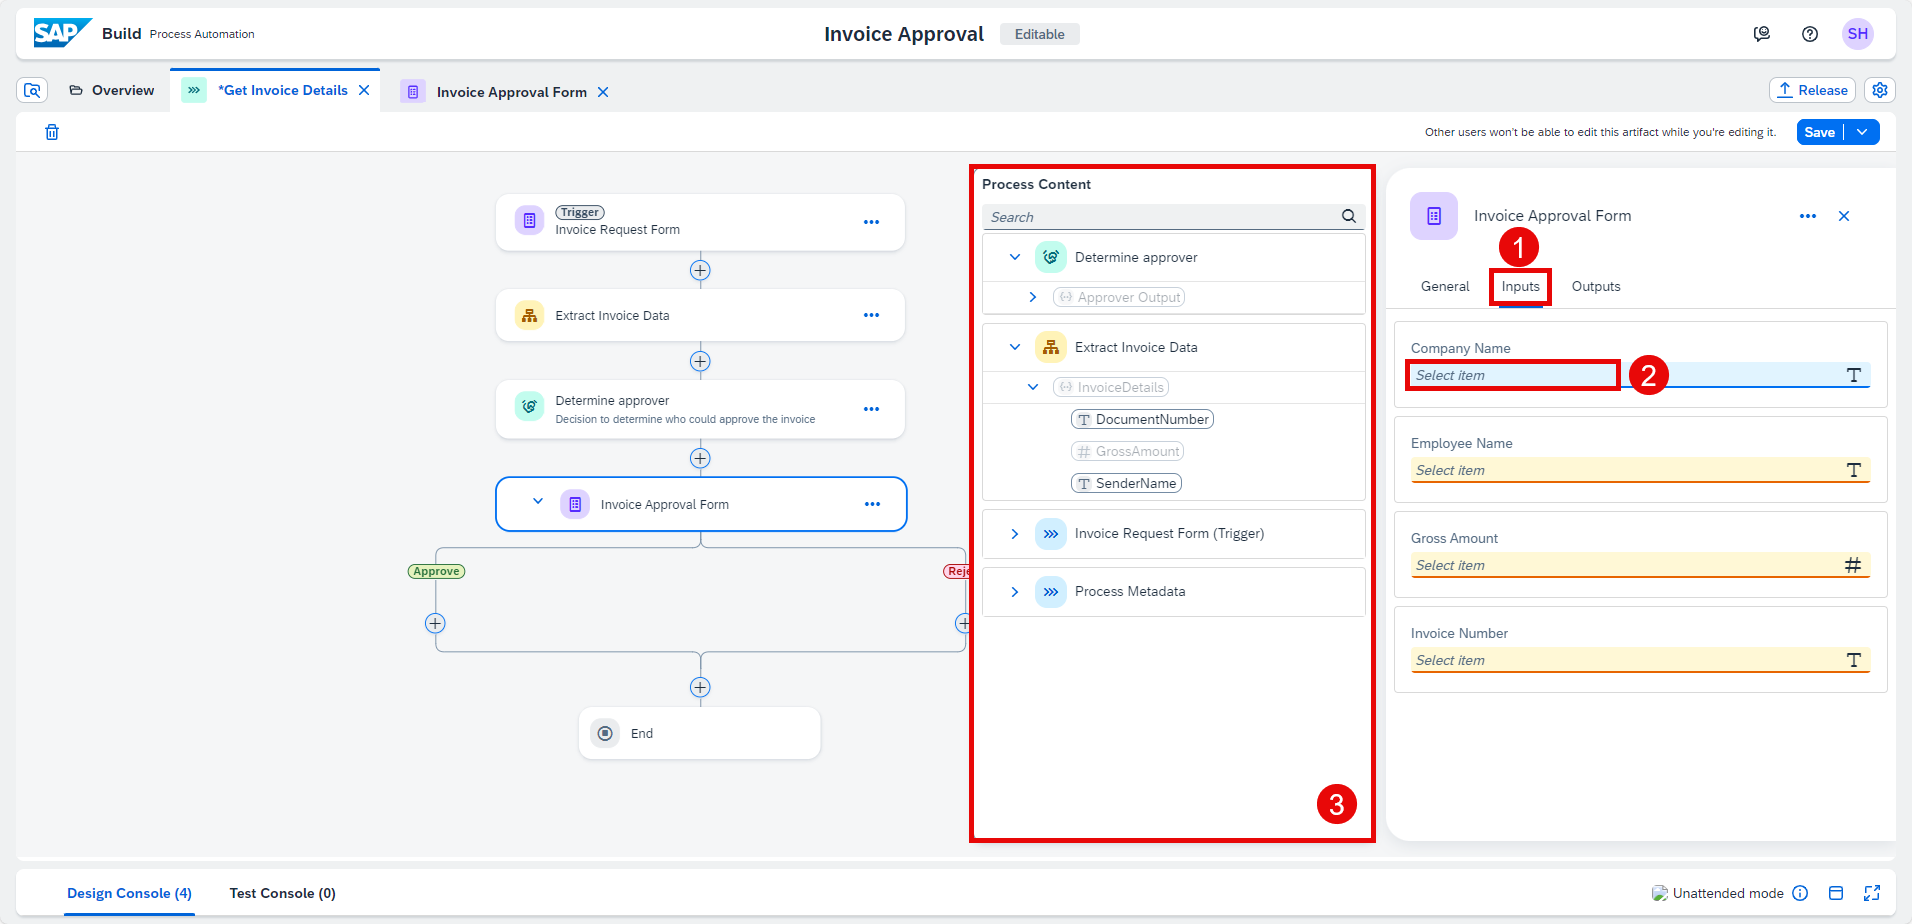 SAP Build Process Automation
Invoice Approval Editable
SH
Overview
*Get Invoice Details
Invoice Approval Form
Release
Other users won't be able to edit this artifact while you're editing it.
Save
Trigger
Invoice Request Form
Extract Invoice Data
Determine approver
Decision to determine who could approve the invoice
Invoice Approval Form
Approve
Reje
End
Process Content
Search
Determine approver
Approver Output
Extract Invoice Data
InvoiceDetails
T DocumentNumber
# GrossAmount
T SenderName
Invoice Request Form (Trigger)
Process Metadata
3
Invoice Approval Form
1
General Inputs Outputs
Company Name
Select item T
2
Employee Name
Select item T
Gross Amount
Select item #
Invoice Number
Select item T
Design Console (4) Test Console (0)
Unattended mode